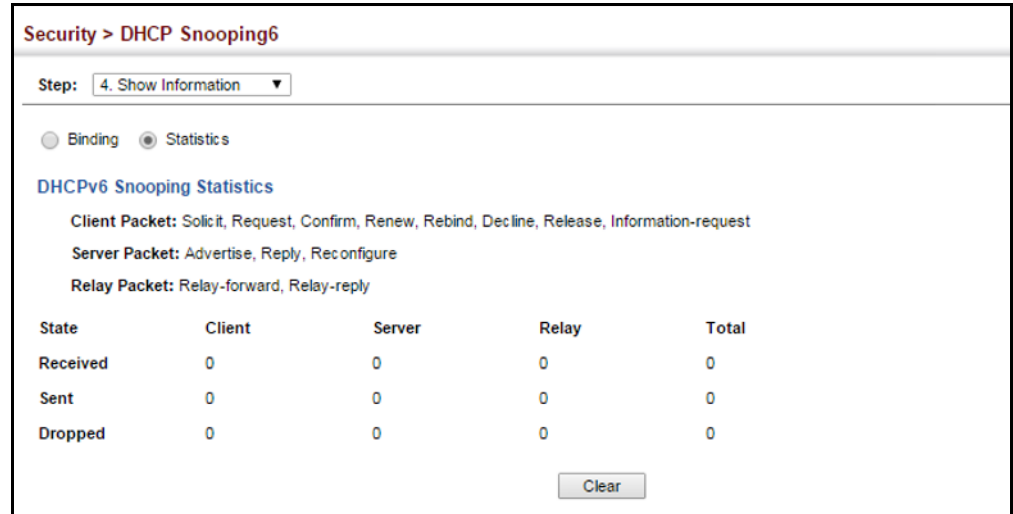 Security > DHCP Snooping6
Step: 4. Show Information
Binding Statistics
DHCPv6 Snooping Statistics
Client Packet: Solicit, Request, Confirm, Renew, Rebind, Decline, Release, Information-request
Server Packet: Advertise, Reply, Reconfigure
Relay Packet: Relay-forward, Relay-reply
State Client Server Relay Total
Received 0 0 0 0
Sent 0 0 0 0
Dropped 0 0 0 0
Clear